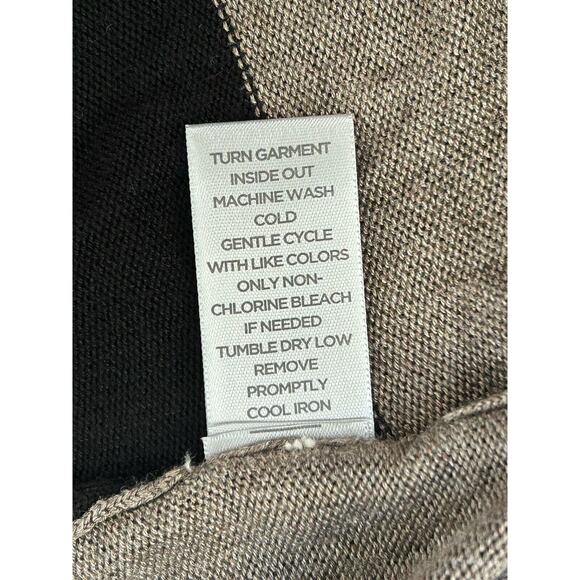 TURN GARMENT
INSIDE OUT
MACHINE WASH
COLD
GENTLE CYCLE
WITH LIKE COLORS
ONLY NON-
CHLORINE BLEACH
IF NEEDED
TUMBLE DRY LOW
REMOVE
PROMPTLY
COOL IRON